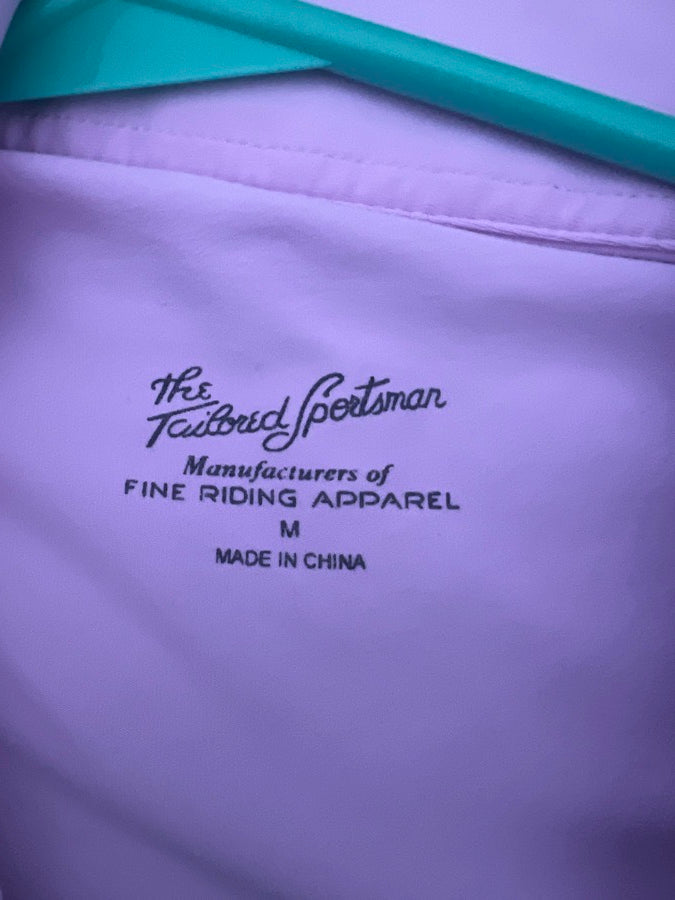 The
Tailored Sportsman
Manufacturers of
FINE RIDING APPAREL
M
MADE IN CHINA